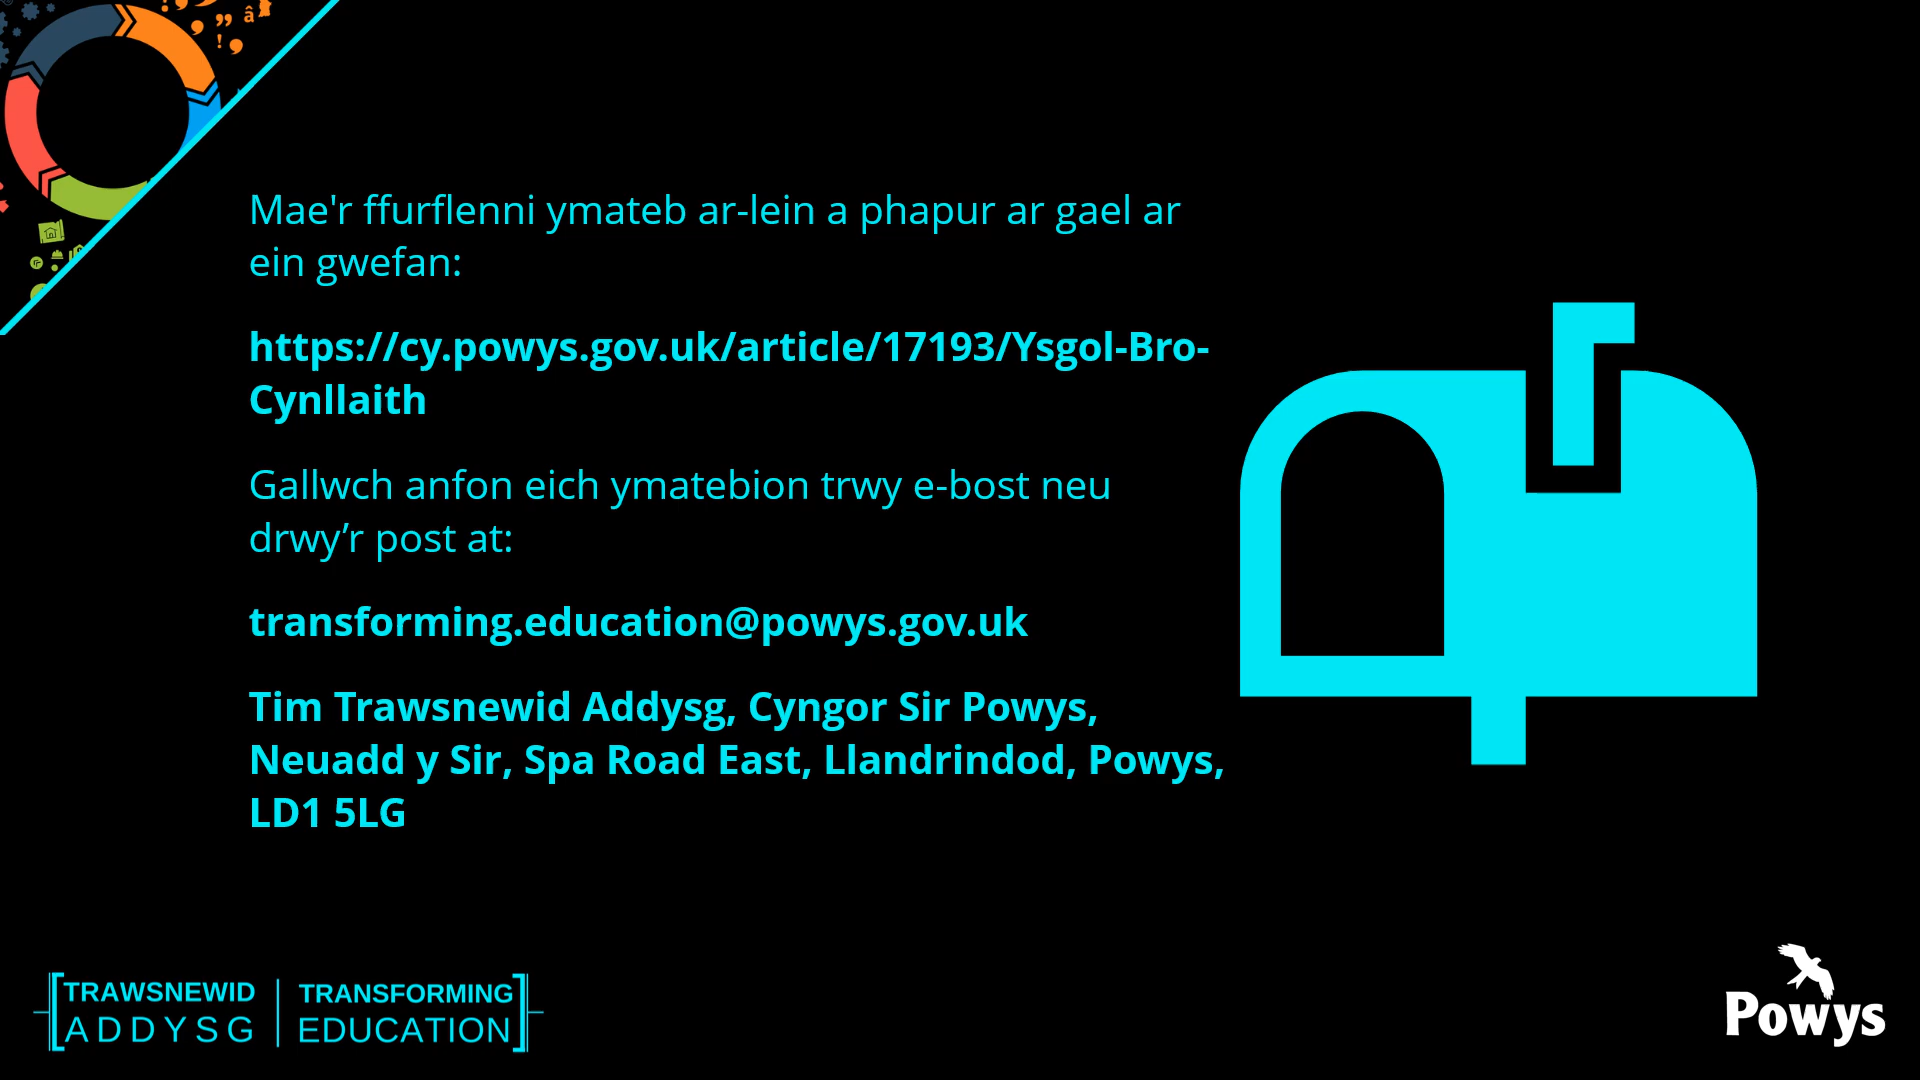 Mae'r ffurflenni ymateb ar-lein a phapur ar gael ar
ein gwefan:
https://cy.powys.gov.uk/article/17193/Ysgol-Bro-
Cynllaith
Gallwch anfon eich ymatebion trwy e-bost neu
drwy’r post at:
transforming.education@powys.gov.uk
Tim Trawsnewid Addysg, Cyngor Sir Powys,
Neuadd y Sir, Spa Road East, Llandrindod, Powys,
LD1 5LG
TRAWSNEWID
ADDYSG
TRANSFORMING
EDUCATION
Powys